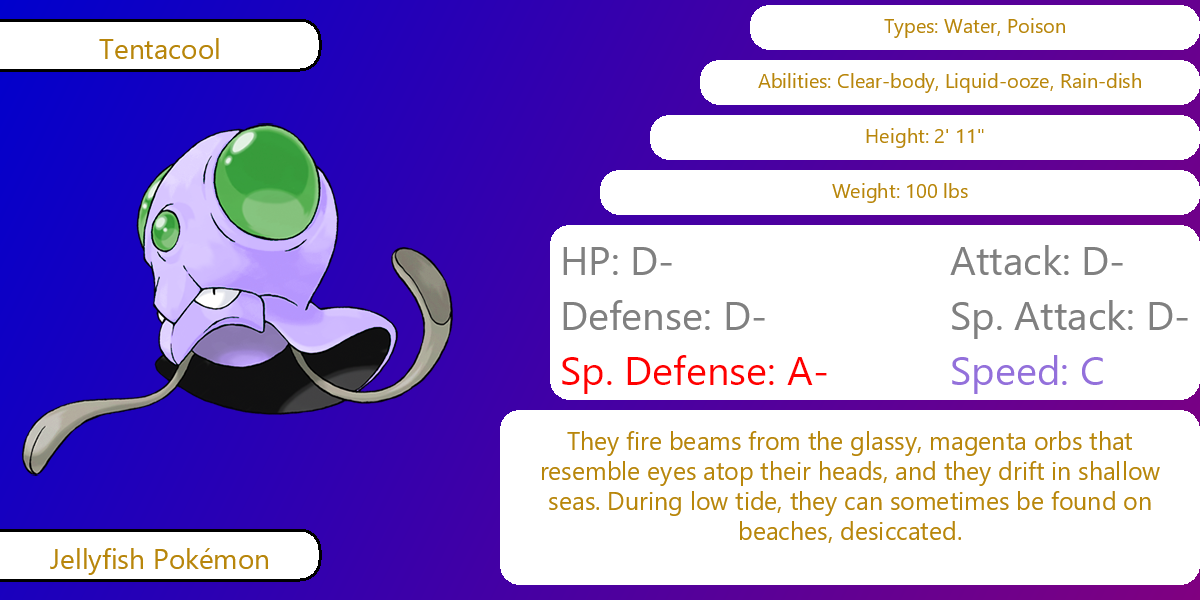 Tentacool
Types: Water, Poison
Abilities: Clear-body, Liquid-ooze, Rain-dish
Height: 2' 11"
Weight: 100 lbs
HP: D-
Attack: D-
Defense: D-
Sp. Attack: D-
Sp. Defense: A-
Speed: C
They fire beams from the glassy, magenta orbs that
resemble eyes atop their heads, and they drift in shallow
seas. During low tide, they can sometimes be found on
beaches, desiccated.
Jellyfish Pokémon